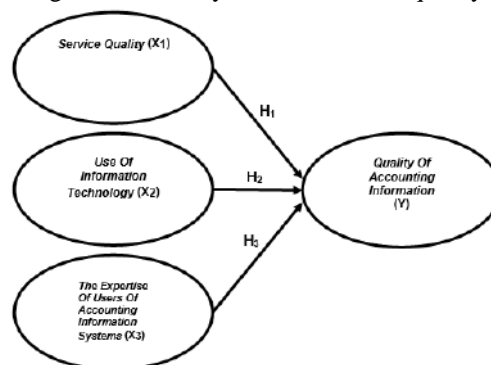 Service Quality (X1)
H1
Use Of
Information
Technology (X2)
H2
Quality Of
Accounting
Information
(Y)
H3
The Expertise
Of Users Of
Accounting
Information
Systems (X3)